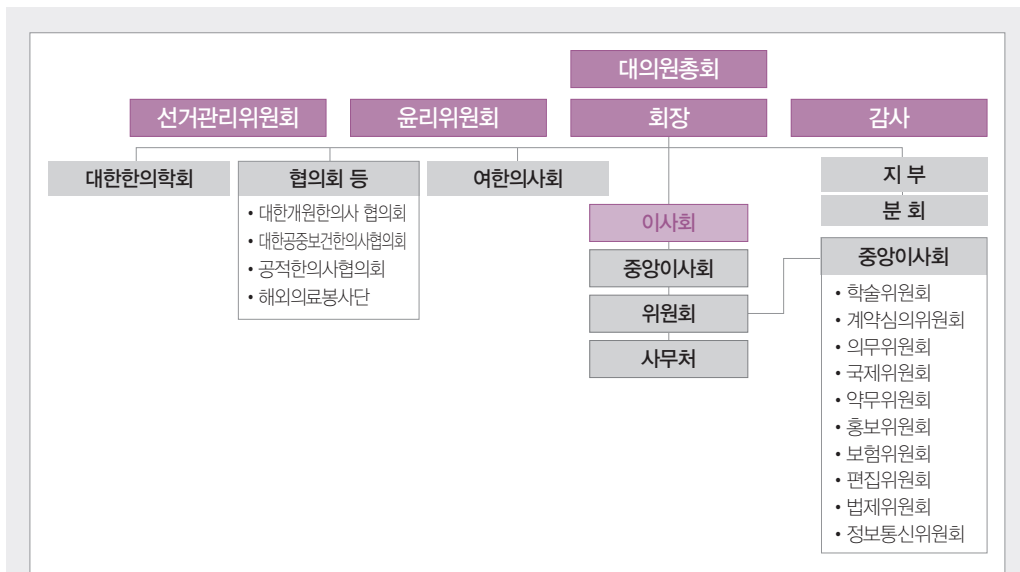 대의원총회
선거관리위원회
윤리위원회
회장
감사
대한한의학회
협의회 등
• 대한개원한의사 협의회
• 대한공중보건한의사협의회
• 공적한의사협의회
• 해외의료봉사단
여한의사회
지 부
분 회
이사회
중앙이사회
위원회
사무처
중앙이사회
• 학술위원회
• 계약심의위원회
• 의무위원회
• 국제위원회
• 약무위원회
• 홍보위원회
• 보험위원회
• 편집위원회
• 법제위원회
• 정보통신위원회